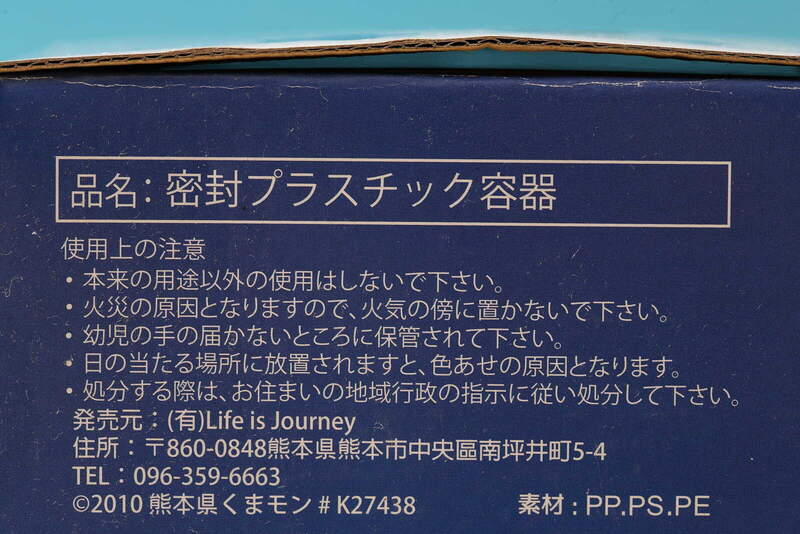 品名：密封プラスチック容器
使用上の注意
・本来の用途以外の使用はしないで下さい。
・火災の原因となりますので、火気の傍に置かないで下さい。
・幼児の手の届かないところに保管されて下さい。
・日の当たる場所に放置されますと、色あせの原因となります。
・処分する際は、お住まいの地域行政の指示に従い処分して下さい。
発売元：(有)Life is Journey
住所：〒860-0848熊本県熊本市中央區南坪井町5-4
TEL：096-359-6663
©2010 熊本県くまモン # K27438 素材：PP.PS.PE